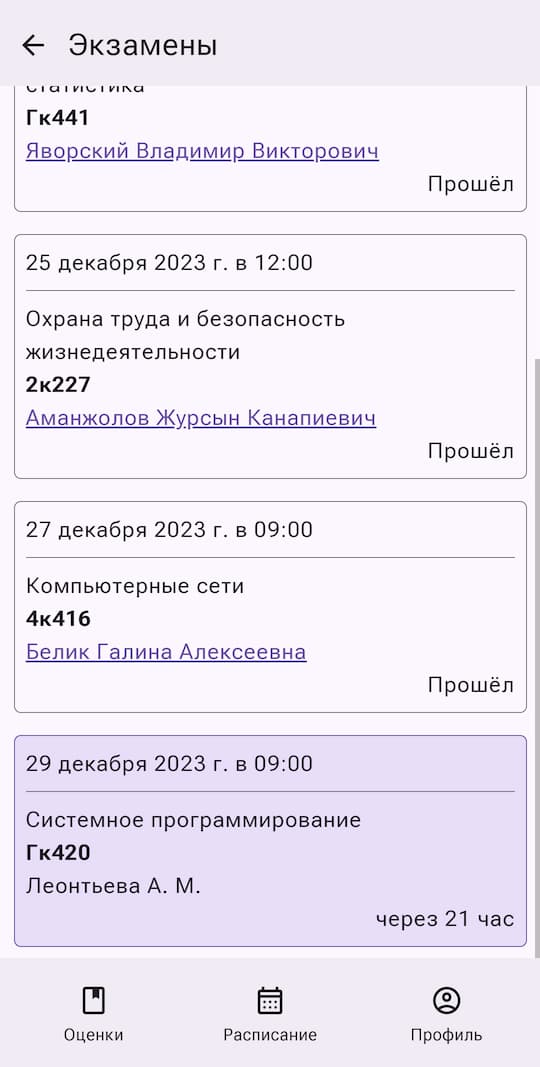 Экзамены
статистика
Гк441
Яворский Владимир Викторович
Прошёл
25 декабря 2023 г. в 12:00
Охрана труда и безопасность
жизнедеятельности
2к227
Аманжолов Журсын Канапиевич
Прошёл
27 декабря 2023 г. в 09:00
Компьютерные сети
4к416
Белик Галина Алексеевна
Прошёл
29 декабря 2023 г. в 09:00
Системное программирование
Гк420
Леонтьева А. М.
через 21 час
Оценки
Расписание
Профиль